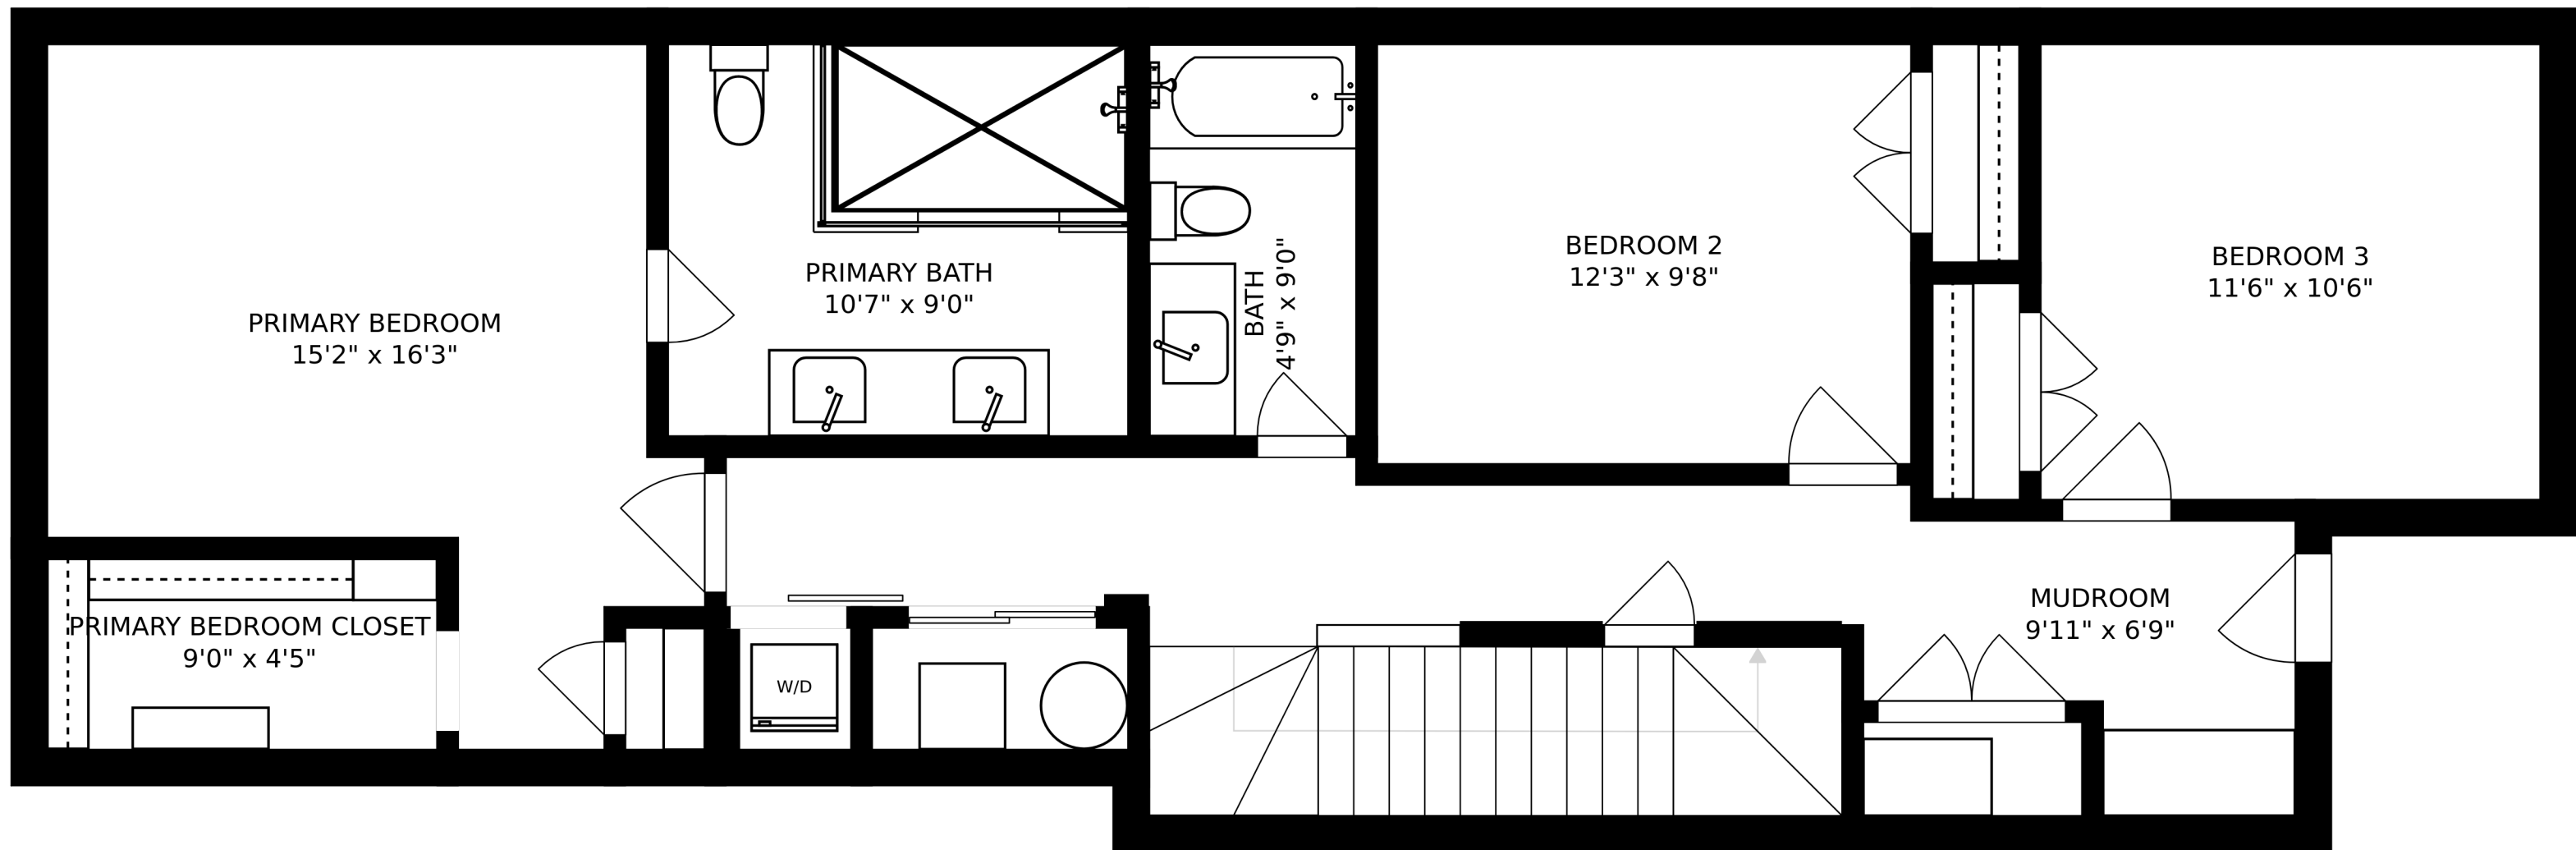 PRIMARY BEDROOM
15'2" x 16'3"
PRIMARY BATH
10'7" x 9'0"
BATH
4'9" x 9'0"
BEDROOM 2
12'3" x 9'8"
BEDROOM 3
11'6" x 10'6"
PRIMARY BEDROOM CLOSET
9'0" x 4'5"
W/D
MUDROOM
9'11" x 6'9"